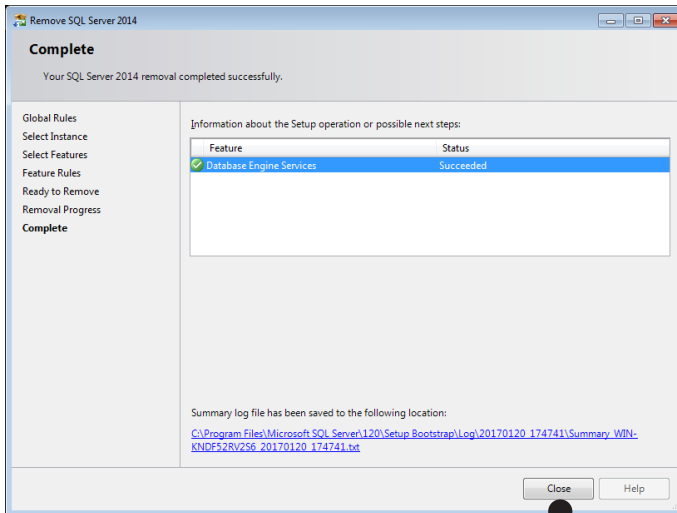 Remove SQL Server 2014
Complete
Your SQL Server 2014 removal completed successfully.
Global Rules
Select Instance
Select Features
Feature Rules
Ready to Remove
Removal Progress
Complete
Information about the Setup operation or possible next steps:
Feature Status
Database Engine Services Succeeded
Summary log file has been saved to the following location:
C:\Program Files\Microsoft SQL Server\120\Setup Bootstrap\Log\20170120_174741\Summary_WIN-
KNDF52RV2S6_20170120_174741.txt
Close Help